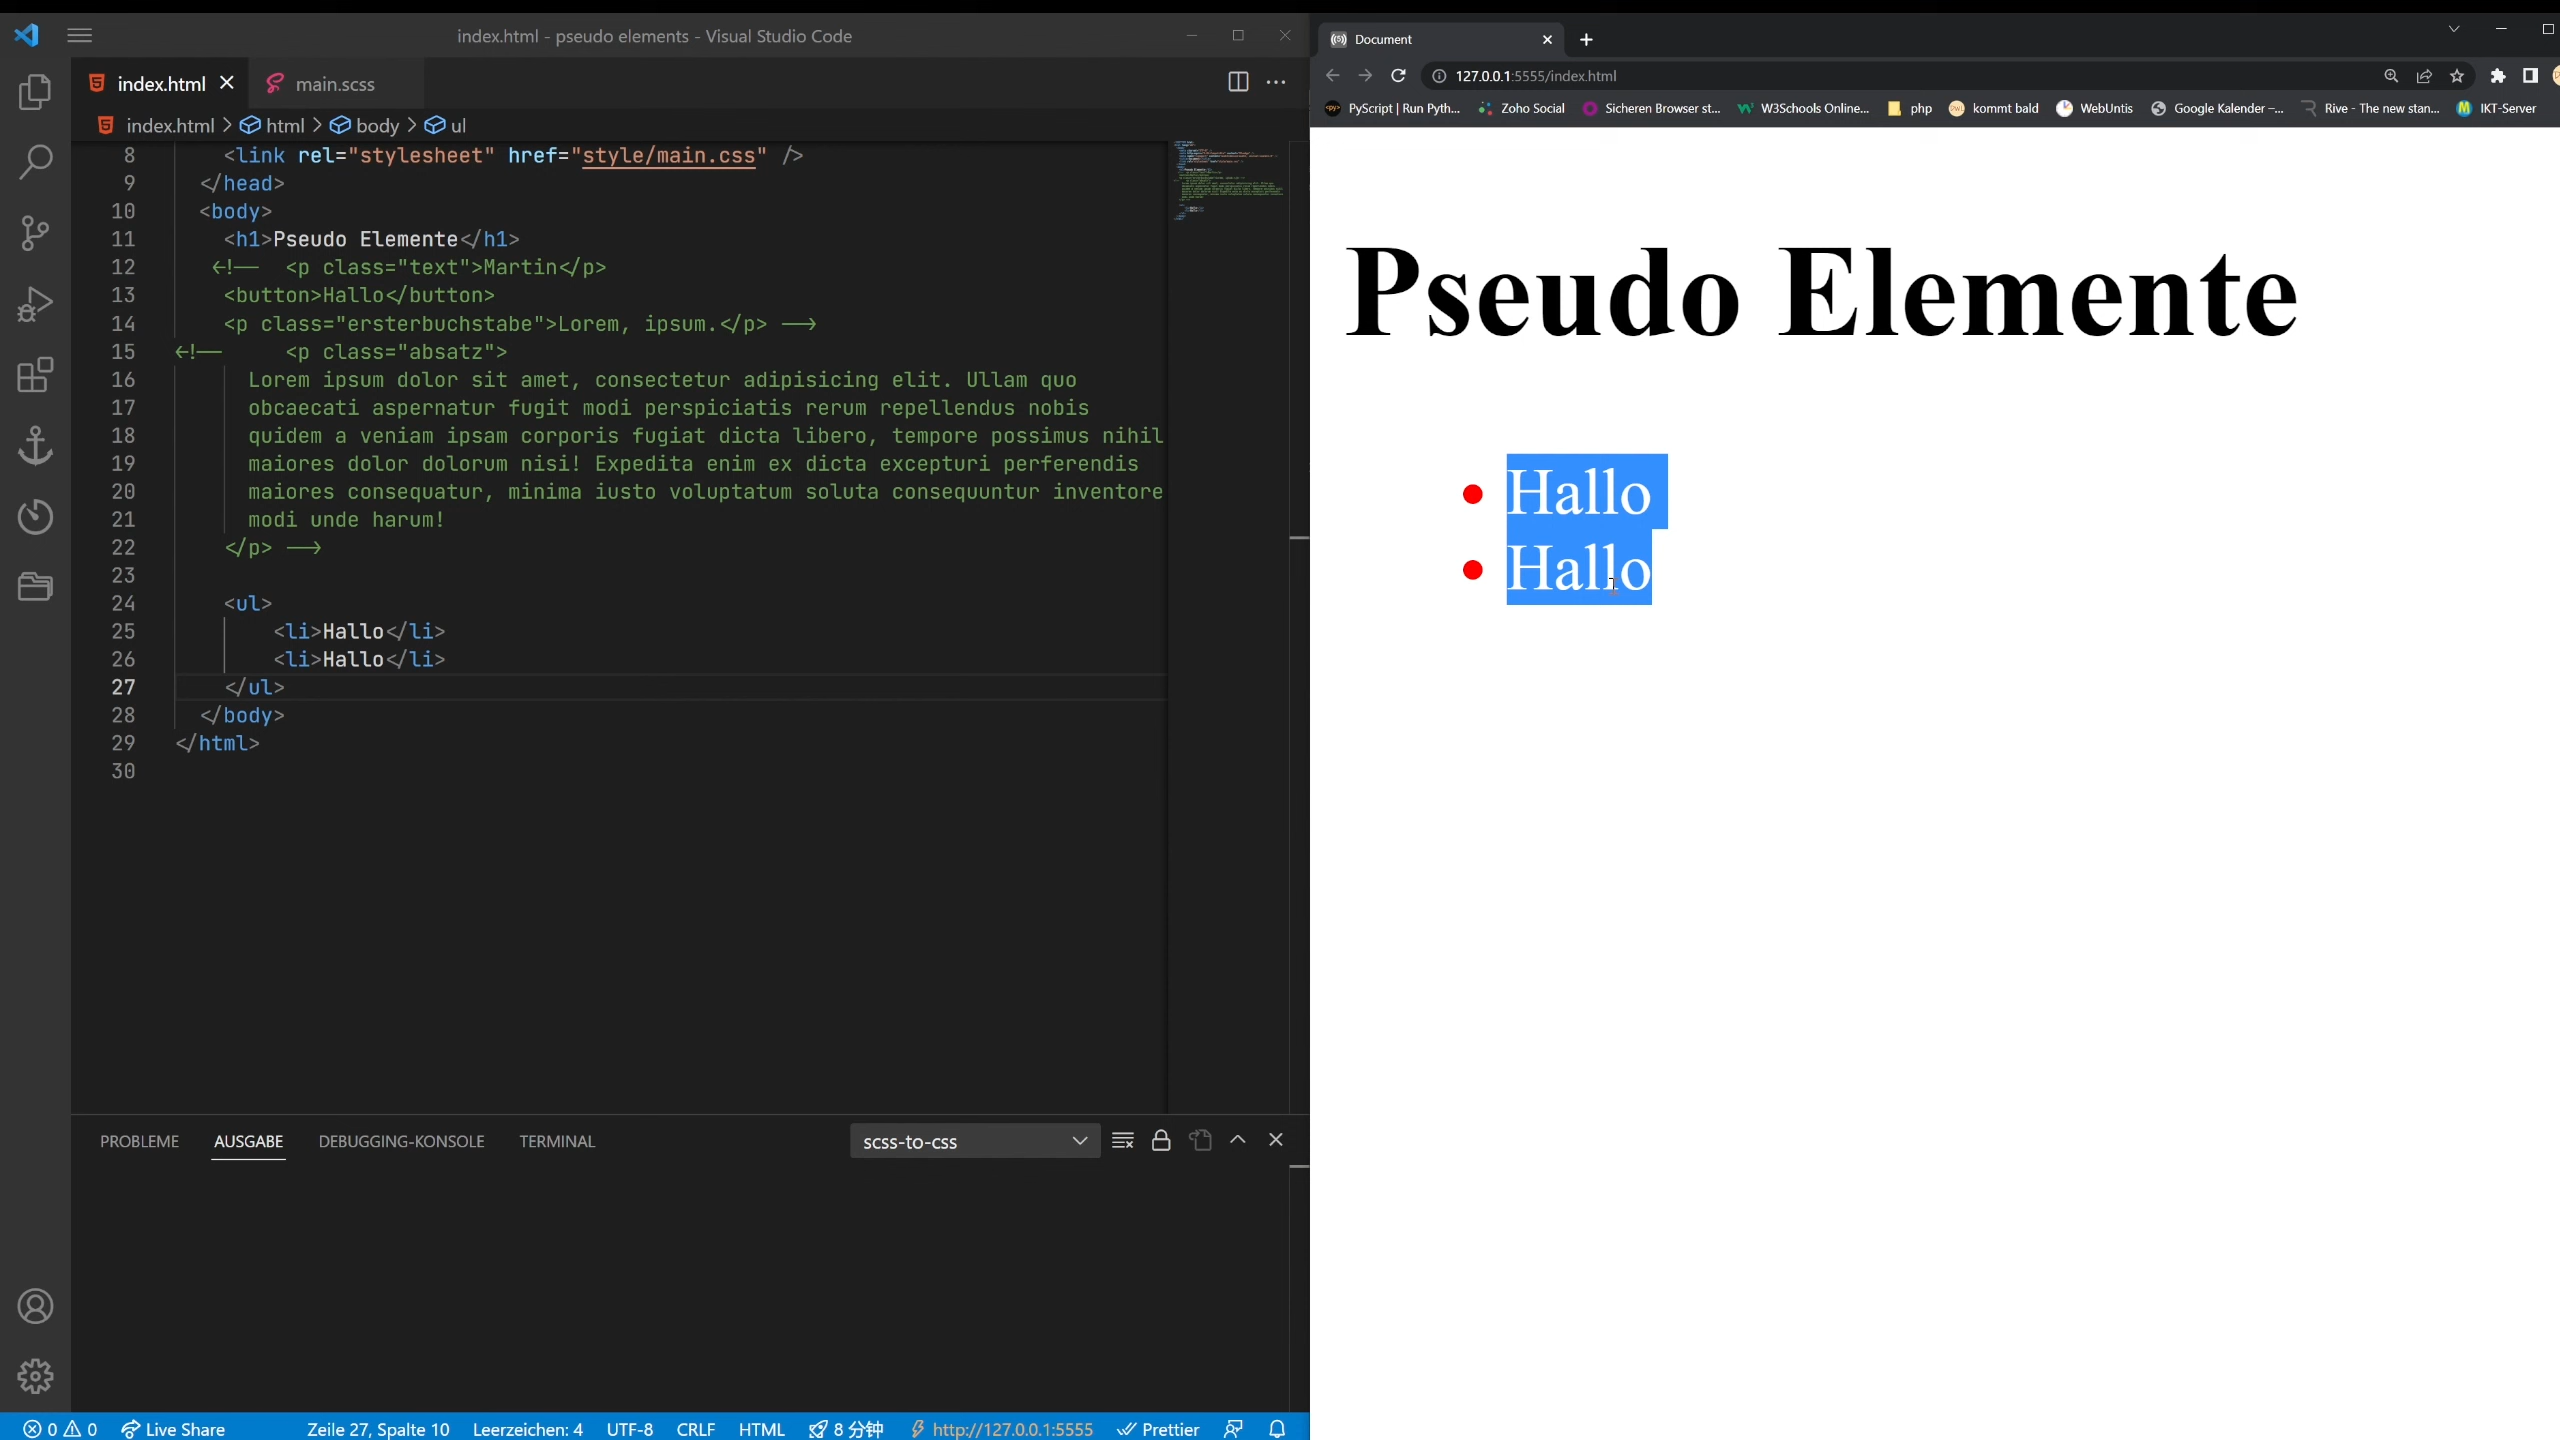 index.html - pseudo elements - Visual Studio Code
index.html
main.scss
index.html > html > body > ul
8 <link rel="stylesheet" href="style/main.css" />
9 </head>
10 <body>
11 <h1>Pseudo Elemente</h1>
12 <!-- <p class="text">Martin</p>
13 <button>Hallo</button>
14 <p class="ersterbuchstabe">Lorem, ipsum.</p> -->
15 <!-- <p class="absatz">
16 Lorem ipsum dolor sit amet, consectetur adipisicing elit. Ullam quo
17 obcaecati aspernatur fugit modi perspiciatis rerum repellendus nobis
18 quidem a veniam ipsam corporis fugiat dicta libero, tempore possimus nihil
19 maiores dolor dolorum nisi! Expedita enim ex dicta excepturi perferendis
20 maiores consequatur, minima iusto voluptatum soluta consequuntur inventore
21 modi unde harum!
22 </p> -->
23
24 <ul>
25 <li>Hallo</li>
26 <li>Hallo</li>
27 </ul>
28 </body>
29 </html>
30
PROBLEME AUSGABE DEBUGGING-KONSOLE TERMINAL
scss-to-css
0 0 Live Share Zeile 27, Spalte 10 Leerzeichen: 4 UTF-8 CRLF HTML 8 分钟 http://127.0.0.1:5555 Prettier
Document
127.0.0.1:5555/index.html
PyScript | Run Pyth... Zoho Social Sicheren Browser st... W3Schools Online... php kommt bald WebUntis Google Kalender –... Rive - The new stan... IKT-Server
Pseudo Elemente
Hallo
Hallo